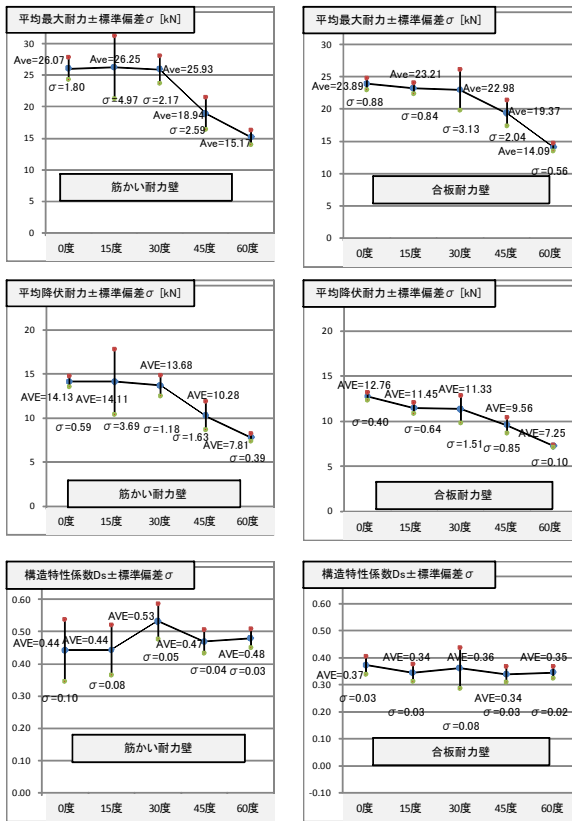 平均最大耐力±標準偏差σ [kN]
30
25
20
15
10
5
0
Ave=26.07
Ave=26.25
Ave=25.93
Ave=18.94
Ave=15.17
σ=1.80
σ=4.97
σ=2.17
σ=2.59
筋かい耐力壁
0度 15度 30度 45度 60度
平均最大耐力±標準偏差σ [kN]
30
25
20
15
10
5
0
Ave=23.89
Ave=23.21
Ave=22.98
Ave=19.37
Ave=14.09
σ=0.88
σ=0.84
σ=3.13
σ=2.04
σ=0.56
合板耐力壁
0度 15度 30度 45度 60度
平均降伏耐力±標準偏差σ [kN]
20
15
10
5
0
AVE=14.13
AVE=14.11
AVE=13.68
AVE=10.28
AVE=7.81
σ=0.59
σ=3.69
σ=1.18
σ=1.63
σ=0.39
筋かい耐力壁
0度 15度 30度 45度 60度
平均降伏耐力±標準偏差σ [kN]
20
15
10
5
0
AVE=12.76
AVE=11.45
AVE=11.33
AVE=9.56
AVE=7.25
σ=0.40
σ=0.64
σ=1.51
σ=0.85
σ=0.10
合板耐力壁
0度 15度 30度 45度 60度
構造特性係数Ds±標準偏差σ
0.60
0.50
0.40
0.30
0.20
0.10
0.00
AVE=0.44
AVE=0.44
AVE=0.53
AVE=0.47
AVE=0.48
σ=0.10
σ=0.08
σ=0.05
σ=0.04
σ=0.03
筋かい耐力壁
0度 15度 30度 45度 60度
構造特性係数Ds±標準偏差σ
0.60
0.50
0.40
0.30
0.20
0.10
0.00
-0.10
AVE=0.37
AVE=0.34
AVE=0.36
AVE=0.34
AVE=0.35
σ=0.03
σ=0.03
σ=0.08
σ=0.03
σ=0.02
合板耐力壁
0度 15度 30度 45度 60度